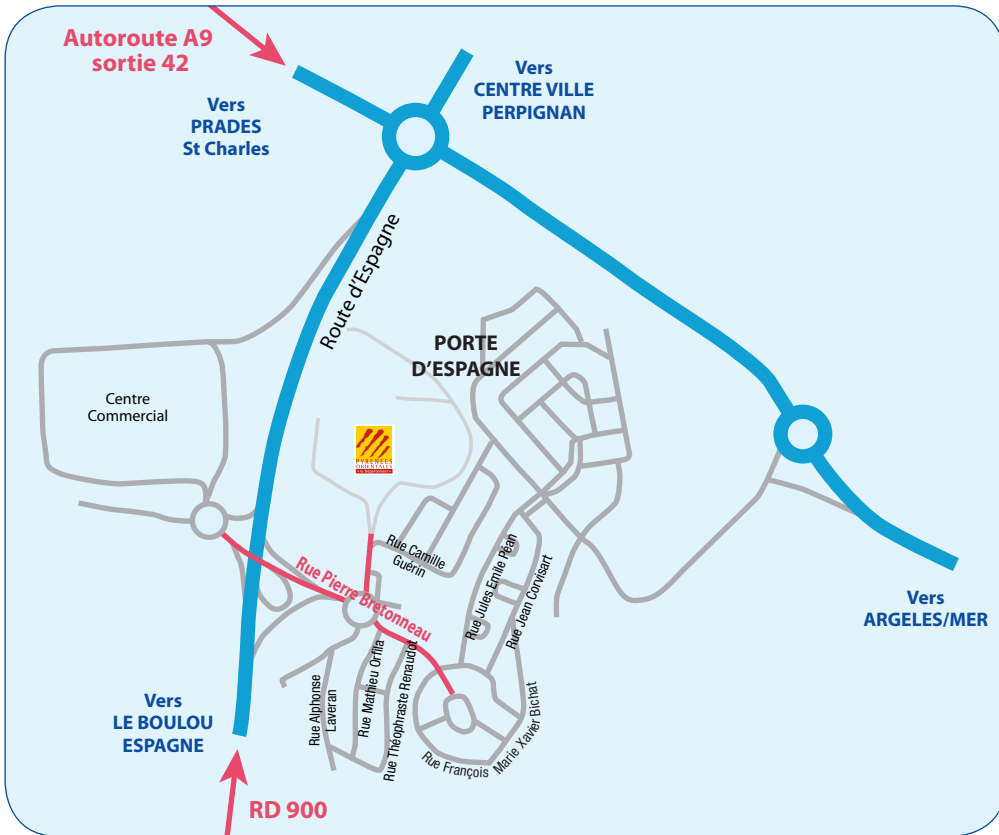 Autoroute A9
sortie 42
Vers
CENTRE VILLE
PERPIGNAN
Vers
PRADES
St Charles
Route d'Espagne
PORTE
D'ESPAGNE
Centre
Commercial
PYRENEES
ORIENTALES
Rue Camille
Guérin
Rue Pierre Bretonneau
Rue Jules Emile Péan
Rue Jean Corvisart
Vers
ARGELES/MER
Rue Alphonse
Laveran
Rue Mathieu Orfila
Rue Théophraste Renaudot
Rue François Marie Xavier Bichat
Vers
LE BOULOU
ESPAGNE
RD 900